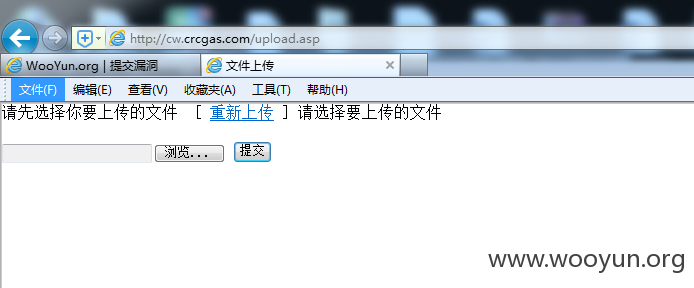 http://cw.crcgas.com/upload.asp
WooYun.org | 提交漏洞 文件上传
文件(F) 编辑(E) 查看(V) 收藏夹(A) 工具(T) 帮助(H)
请先选择你要上传的文件 [ 重新上传 ] 请选择要上传的文件
浏览... 提交
www.wooyun.org